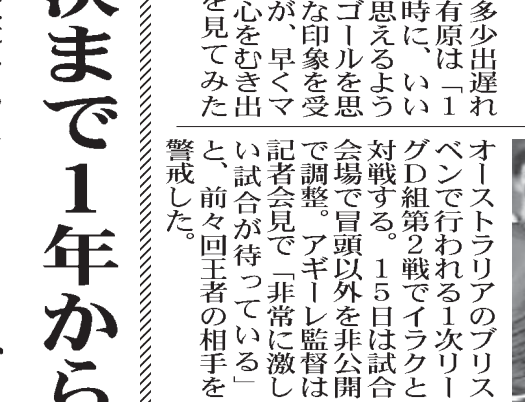 多少出遅れ
有原は「1
時に、いい
思えるよう
ゴールを思
な印象を受
が、早くマ
心をむき出
を見てみた
オーストラリアのブリス
ベンで行われる1次リー
グD組第2戦でイラクと
対戦する。15日は試合
会場で冒頭以外を非公開
で調整。アギーレ監督は
記者会見で「非常に激し
い試合が待っている」
と、前々回王者の相手を
警戒した。
まで1年から